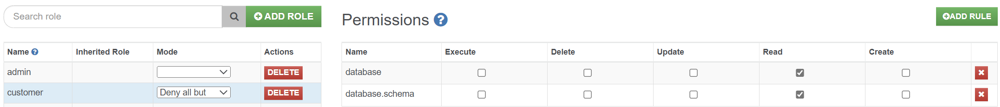 Search role
ADD ROLE
Permissions ?
ADD RULE
Name ? Inherited Role Mode Actions
admin DELETE
customer Deny all but DELETE
Name Execute Delete Update Read Create
database
database.schema